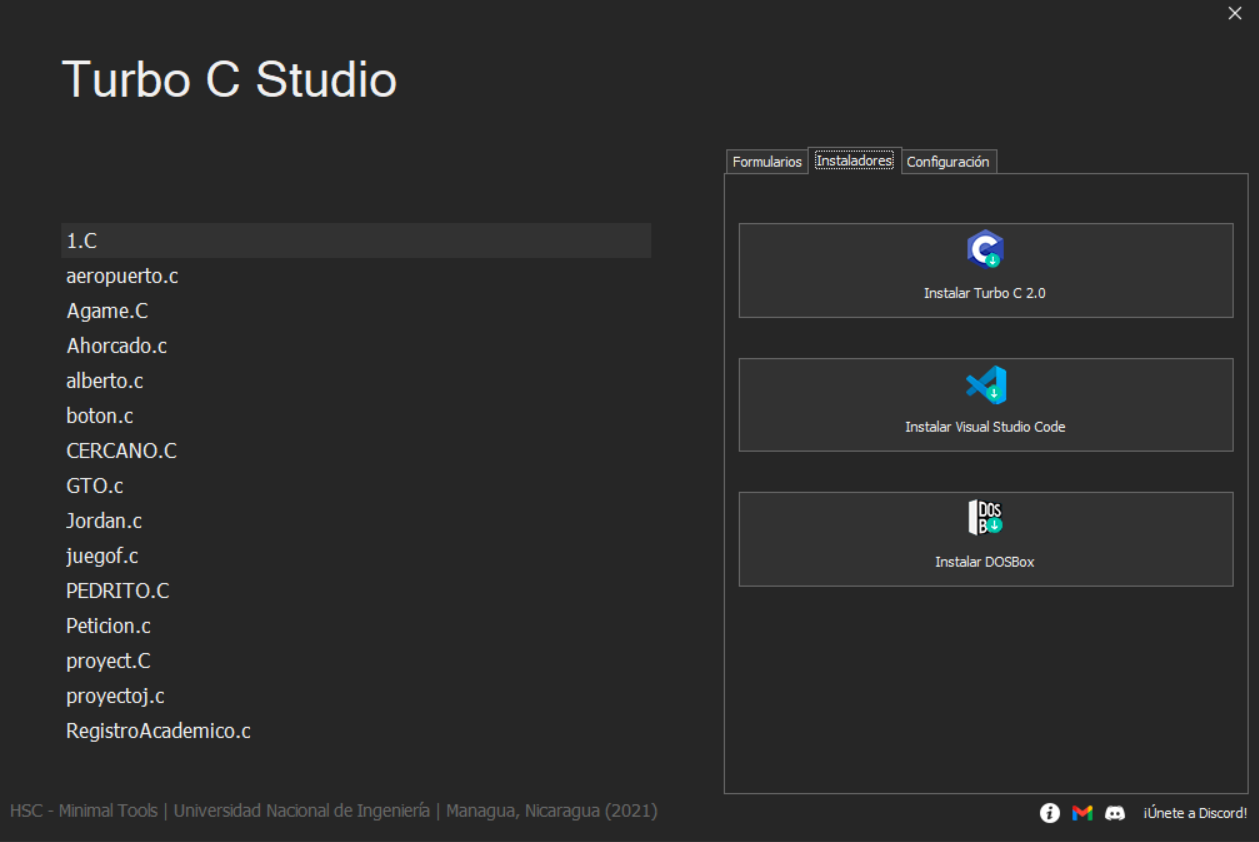 Turbo C Studio
Formularios Instaladores Configuración
1.C
aeropuerto.c
Agame.C
Ahorcado.c
alberto.c
boton.c
CERCANO.C
GTO.c
Jordan.c
juegof.c
PEDRITO.C
Peticion.c
proyect.C
proyectoj.c
RegistroAcademico.c
Instalar Turbo C 2.0
Instalar Visual Studio Code
DOS
B
Instalar DOSBox
HSC - Minimal Tools | Universidad Nacional de Ingeniería | Managua, Nicaragua (2021)
¡Únete a Discord!